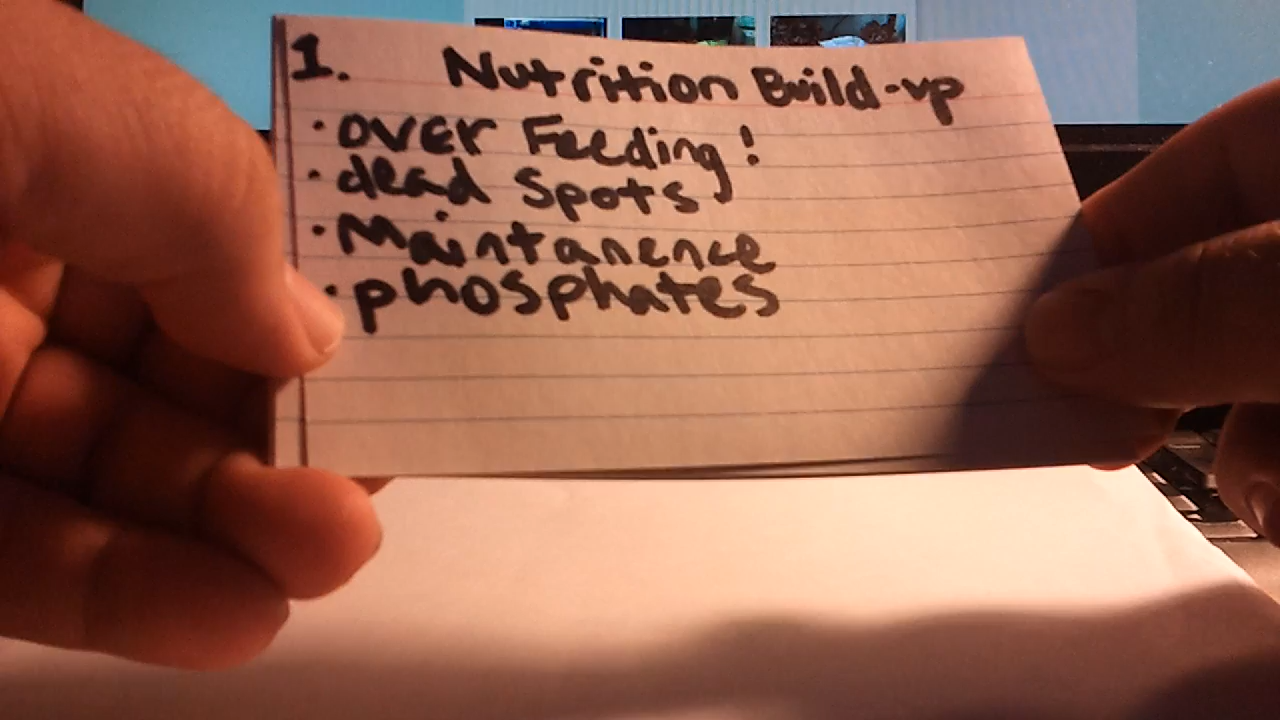 1. Nutrition Build-up
· over Feeding!
· dead Spots
· Maintanence
· phosphates